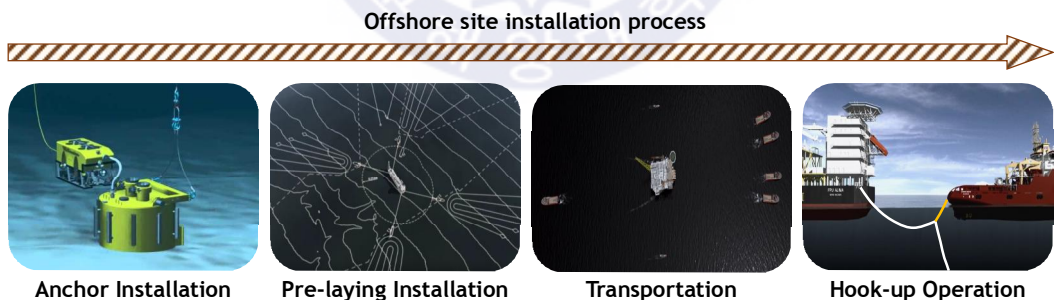 Offshore site installation process
Anchor Installation
Pre-laying Installation
Transportation
Hook-up Operation